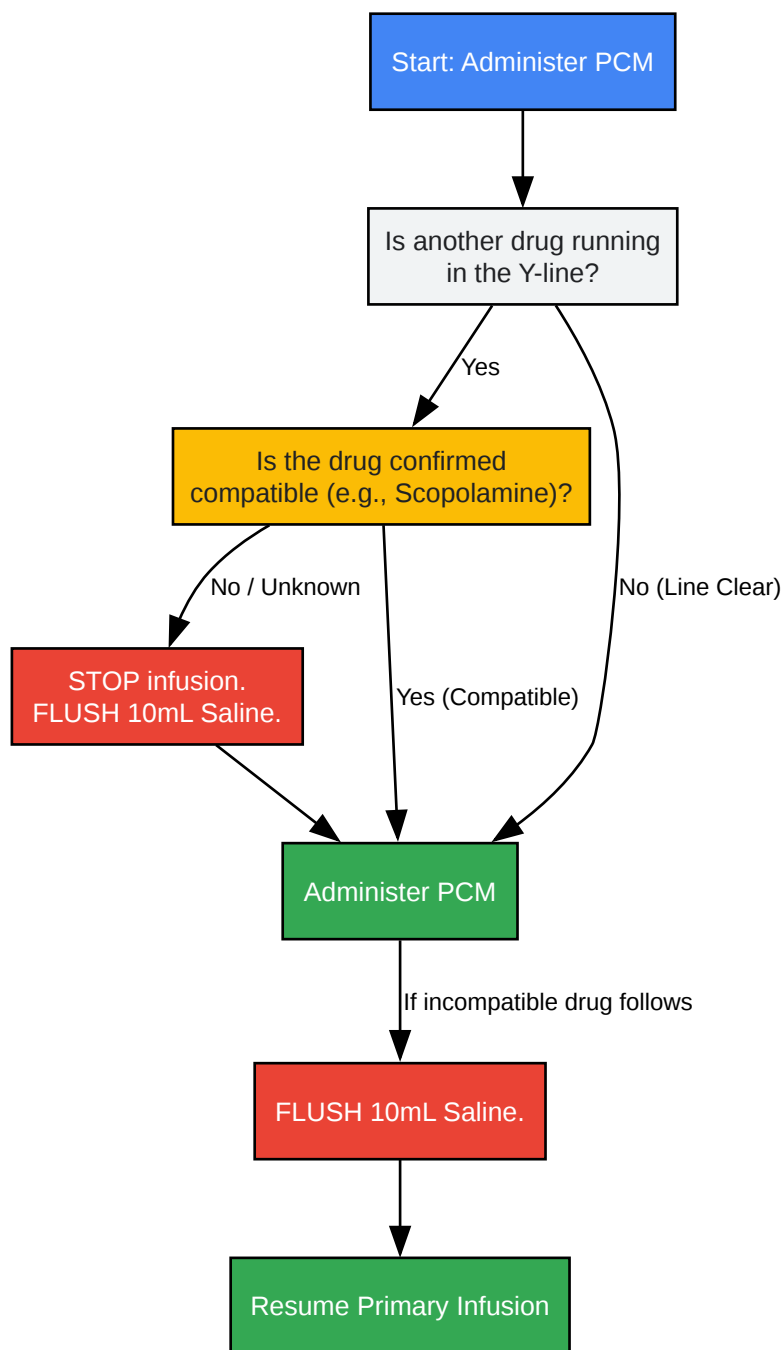 Start: Administer PCM
Is another drug running
in the Y-line?
Yes
Is the drug confirmed
compatible (e.g., Scopolamine)?
No / Unknown
No (Line Clear)
STOP infusion.
FLUSH 10mL Saline.
Yes (Compatible)
Administer PCM
If incompatible drug follows
FLUSH 10mL Saline.
Resume Primary Infusion